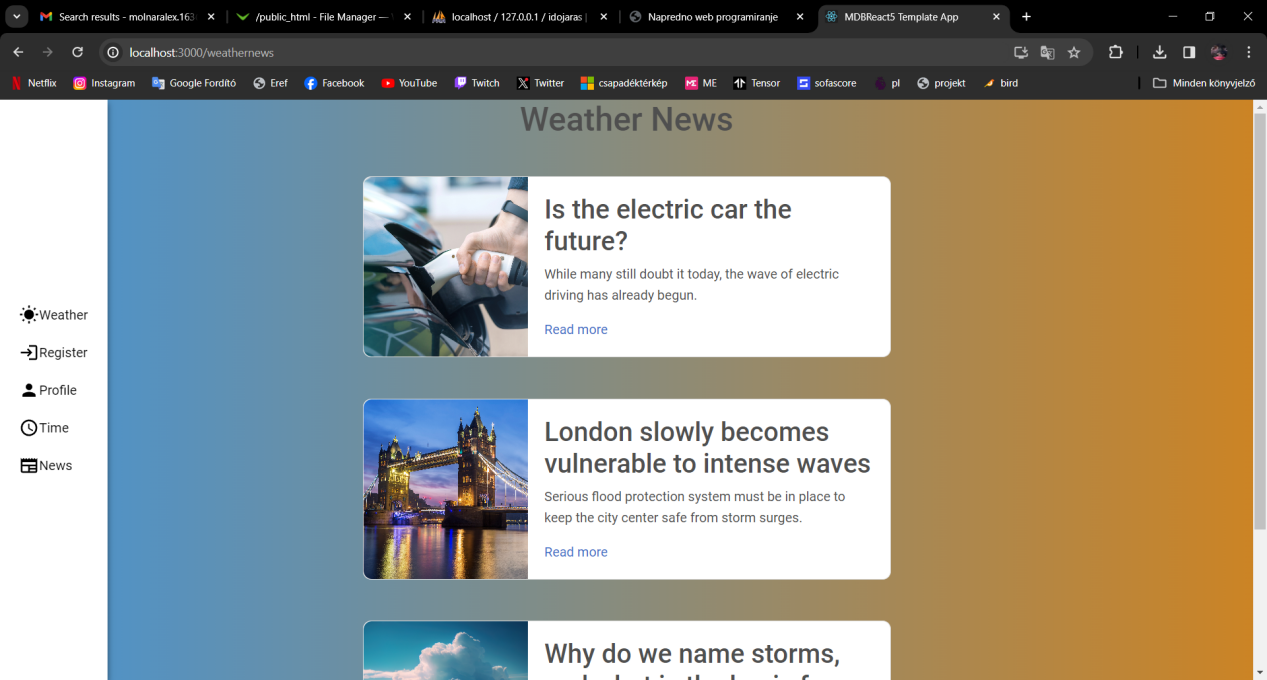 Search results - molnaralex.163
/public_html - File Manager —
localhost / 127.0.0.1 / idojaras |
Napredno web programiranje
MDBReact5 Template App
localhost:3000/weathernews
Netflix
Instagram
Google Fordító
Eref
Facebook
YouTube
Twitch
Twitter
csapadéktérkép
ME
Tensor
sofascore
pl
projekt
bird
Minden könyvjelző
Weather News
Weather
Register
Profile
Time
News
Is the electric car the
future?
While many still doubt it today, the wave of electric
driving has already begun.
Read more
London slowly becomes
vulnerable to intense waves
Serious flood protection system must be in place to
keep the city center safe from storm surges.
Read more
Why do we name storms,